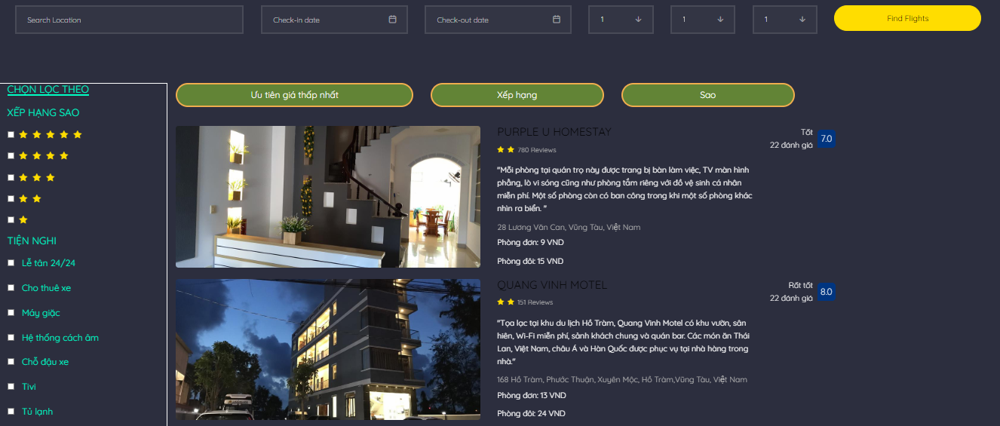 Search Location
Check-in date
Check-out date
1
1
1
Find Flights
CHỌN LỌC THEO
XẾP HẠNG SAO
TIỆN NGHI
Lễ tân 24/24
Cho thuê xe
Máy giặc
Hệ thống cách âm
Chỗ đậu xe
Tivi
Tủ lạnh
Ưu tiên giá thấp nhất
Xếp hạng
Sao
PURPLE U HOMESTAY
780 Reviews
"Mỗi phòng tại quán trọ này được trang bị bàn làm việc, TV màn hình
phẳng, lò vi sóng cũng như phòng tắm riêng với đồ vệ sinh cá nhân
miễn phí. Một số phòng còn có ban công trong khi một số phòng khác
nhìn ra biển. "
28 Lương Văn Can, Vũng Tàu, Việt Nam
Phòng đơn: 9 VND
Phòng đôi: 15 VND
Tốt
22 đánh giá
7.0
QUANG VINH MOTEL
151 Reviews
"Tọa lạc tại khu du lịch Hồ Tràm, Quang Vinh Motel có khu vườn, sân
hiên, Wi-Fi miễn phí, sảnh khách chung và quán bar. Các món ăn Thái
Lan, Việt Nam, châu Á và Hàn Quốc được phục vụ tại nhà hàng trong
nhà."
168 Hồ Tràm, Phước Thuận, Xuyên Mộc, Hồ Tràm,Vũng Tàu, Việt Nam
Phòng đơn: 13 VND
Phòng đôi: 24 VND
Rất tốt
22 đánh giá
8.0